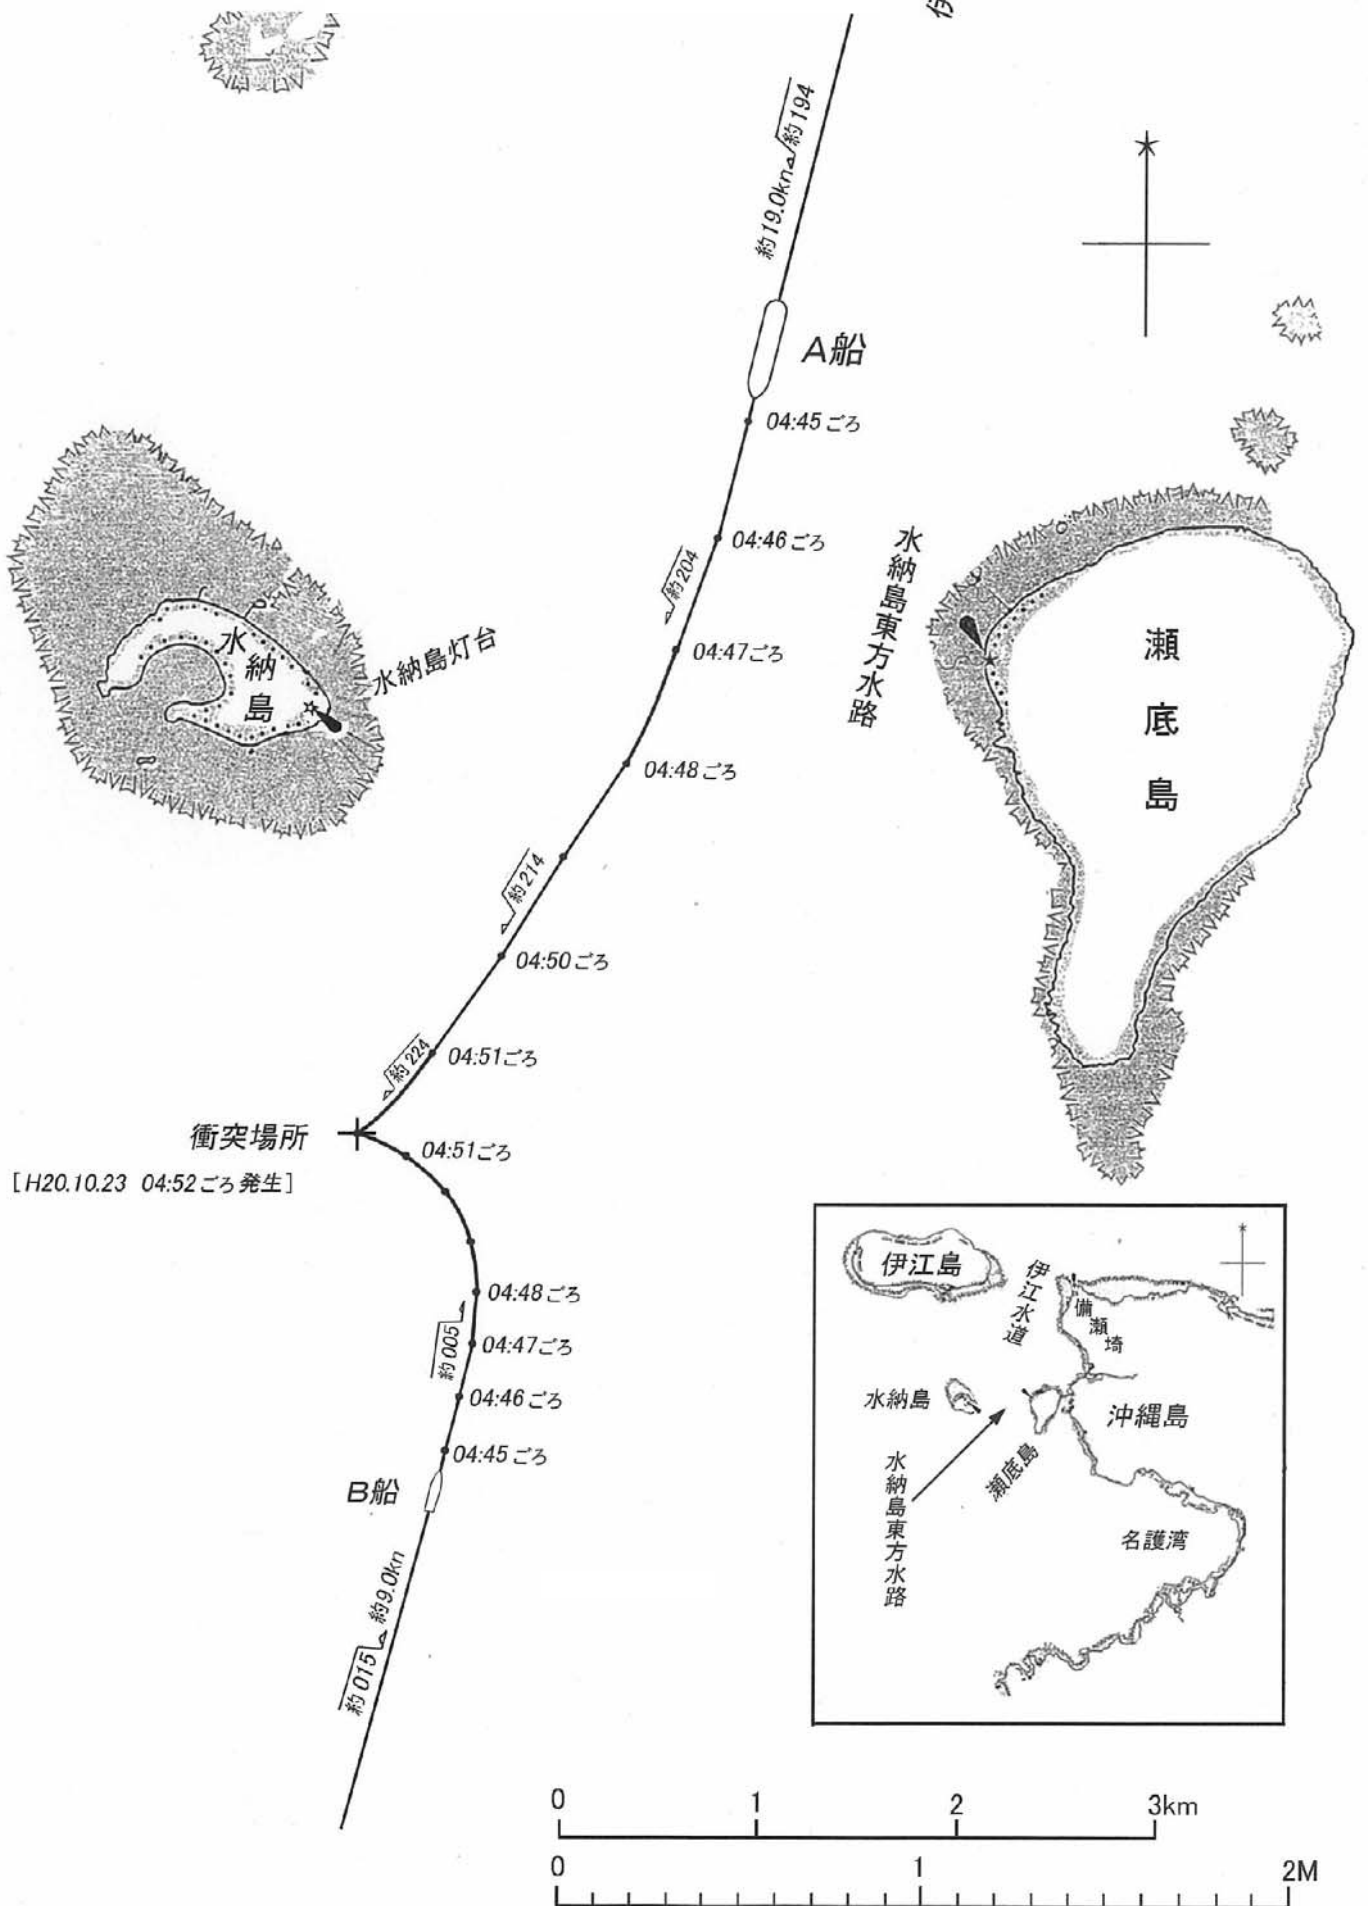 約19.0kn 約194
A船
04:45ごろ
04:46ごろ
約204
04:47ごろ
04:48ごろ
約214
04:50ごろ
約224
04:51ごろ
水納島
水納島灯台
水納島東方水路
瀬底島
衝突場所
[H20.10.23 04:52ごろ発生]
04:51ごろ
04:48ごろ
約005
04:47ごろ
04:46ごろ
04:45ごろ
B船
約015 約9.0kn
伊江島
伊江水道
備瀬埼
水納島
沖縄島
瀬底島
水納島東方水路
名護湾
0 1 2 3km
0 1 2M